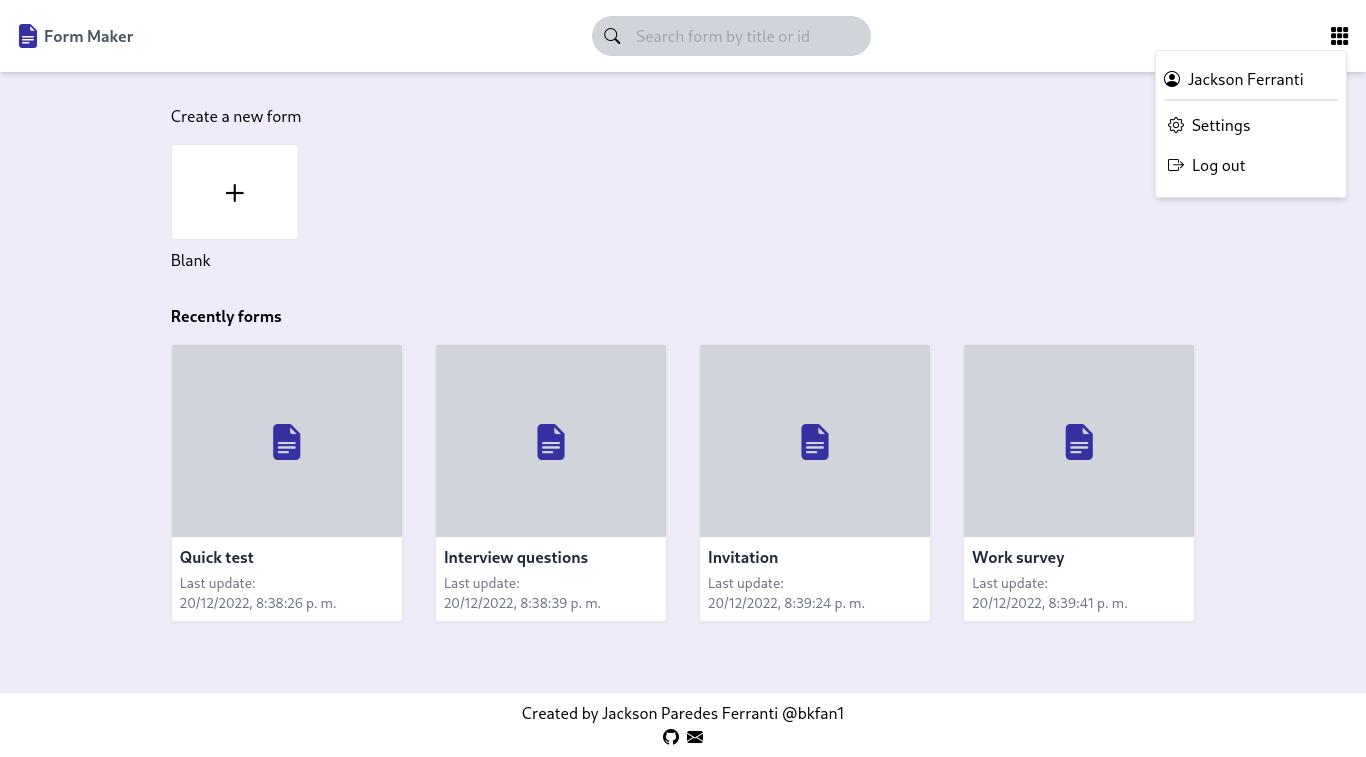 Form Maker
Search form by title or id
Jackson Ferranti
Settings
Log out
Create a new form
Blank
Recently forms
Quick test
Last update:
20/12/2022, 8:38:26 p. m.
Interview questions
Last update:
20/12/2022, 8:38:39 p. m.
Invitation
Last update:
20/12/2022, 8:39:24 p. m.
Work survey
Last update:
20/12/2022, 8:39:41 p. m.
Created by Jackson Paredes Ferranti @bkfan1